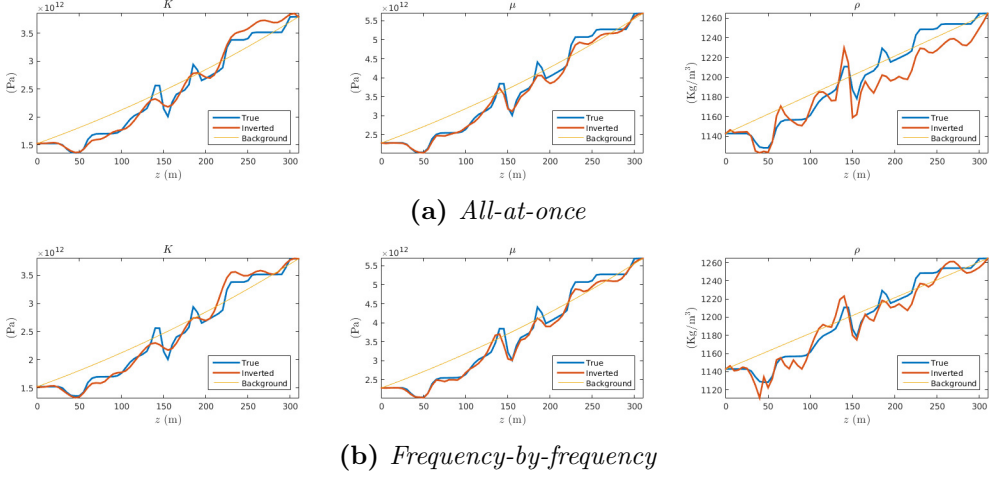 ×10¹² K
3.5
3
2.5
2
1.5
(Pa)
True
Inverted
Background
0 50 100 150 200 250 300
z (m)
×10¹² μ
5.5
5
4.5
4
3.5
3
2.5
(Pa)
True
Inverted
Background
0 50 100 150 200 250 300
z (m)
ρ
1260
1240
1220
1200
1180
1160
1140
(Kg/m³)
True
Inverted
Background
0 50 100 150 200 250 300
z (m)
(a) All-at-once
×10¹² K
3.5
3
2.5
2
1.5
(Pa)
True
Inverted
Background
0 50 100 150 200 250 300
z (m)
×10¹² μ
5.5
5
4.5
4
3.5
3
2.5
(Pa)
True
Inverted
Background
0 50 100 150 200 250 300
z (m)
ρ
1260
1240
1220
1200
1180
1160
1140
1120
(Kg/m³)
True
Inverted
Background
0 50 100 150 200 250 300
z (m)
(b) Frequency-by-frequency